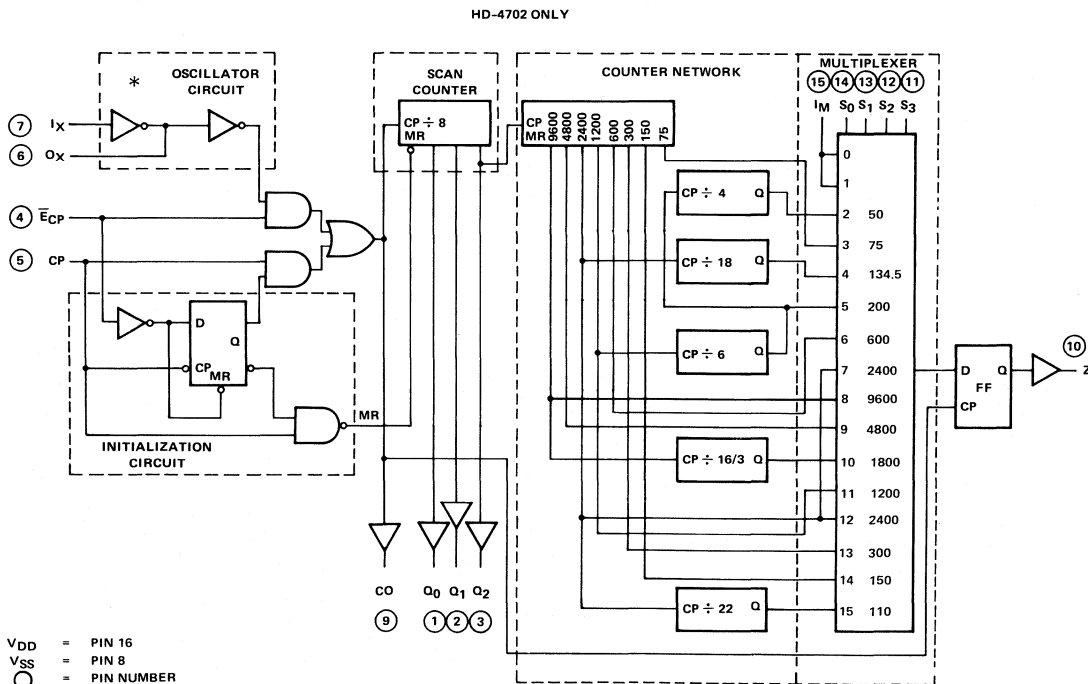 HD-4702 ONLY
OSCILLATOR
CIRCUIT
*
7 IX
6 OX
4 ECP
5 CP
D
Q
CP
MR
MR
INITIALIZATION
CIRCUIT
SCAN
COUNTER
CP ÷ 8
MR
CO Q0 Q1 Q2
9 1 2 3
COUNTER NETWORK
CP
MR
9600 4800 2400 1200 600 300 150 75
CP ÷ 4 Q
CP ÷ 18 Q
CP ÷ 6 Q
CP ÷ 16/3 Q
CP ÷ 22 Q
MULTIPLEXER
15 14 13 12 11
IM S0 S1 S2 S3
0
1
2 50
3 75
4 134.5
5 200
6 600
7 2400
8 9600
9 4800
10 1800
11 1200
12 2400
13 300
14 150
15 110
D Q
FF
CP
10
Z
VDD = PIN 16
VSS = PIN 8
= PIN NUMBER